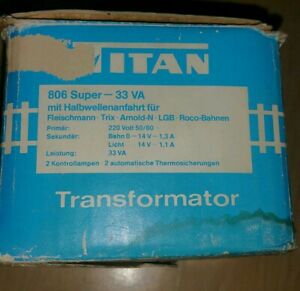 TITAN
806 Super – 33 VA
mit Halbwellenanfahrt für
Fleischmann · Trix · Arnold-N · LGB · Roco-Bahnen
Primär: 220 Volt 50/60 ~
Sekundär: Bahn 0 – 14 V – 1,3 A
Licht 14 V – 1,1 A
Leistung: 33 VA
2 Kontrollampen · 2 automatische Thermosicherungen
Transformator